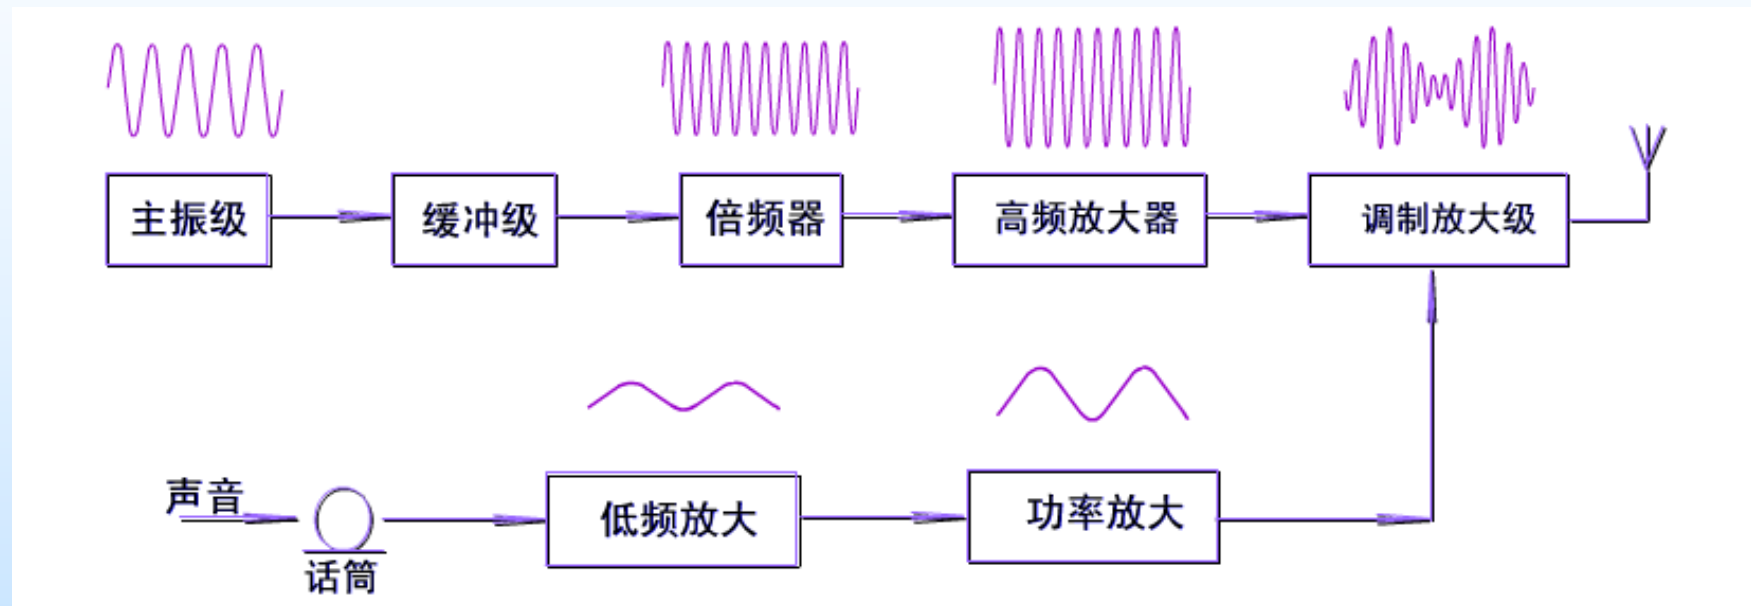 主振级
缓冲级
倍频器
高频放大器
调制放大级
声音
话筒
低频放大
功率放大